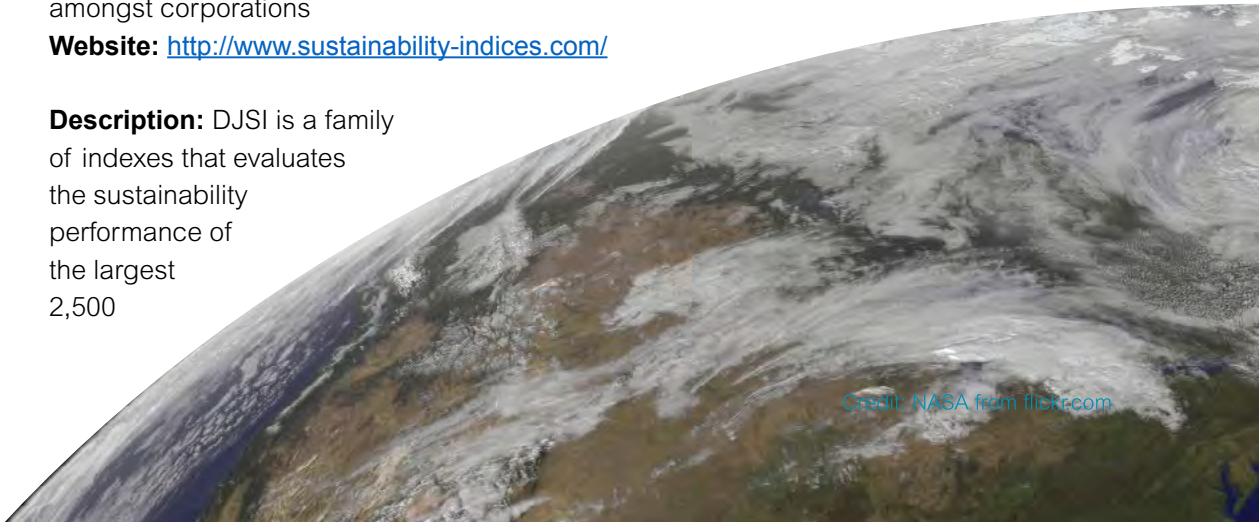 amongst corporations
Website: http://www.sustainability-indices.com/
Description: DJSI is a family
of indexes that evaluates
the sustainability
performance of
the largest
2,500
Credit: NASA from flickr.com